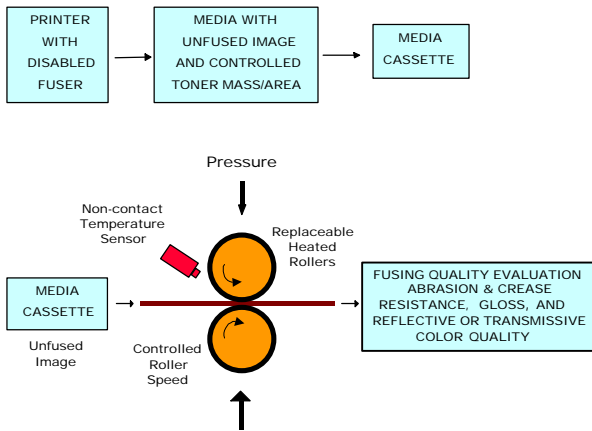 PRINTER
WITH
DISABLED
FUSER
MEDIA WITH
UNFUSED IMAGE
AND CONTROLLED
TONER MASS/AREA
MEDIA
CASSETTE
Pressure
Non-contact
Temperature
Sensor
Replaceable
Heated
Rollers
MEDIA
CASSETTE
Unfused
Image
Controlled
Roller
Speed
FUSING QUALITY EVALUATION
ABRASION & CREASE
RESISTANCE, GLOSS, AND
REFLECTIVE OR TRANSMISSIVE
COLOR QUALITY